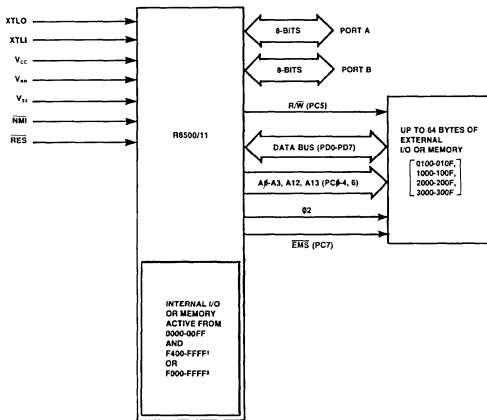 XTLO
XTLI
VCC
VRR
VSS
NMI
RES
R6500/11
8-BITS
PORT A
8-BITS
PORT B
R/W (PC5)
DATA BUS (PD0-PD7)
A0-A3, A12, A13 (PC0-4, 6)
Φ2
EMS (PC7)
UP TO 64 BYTES OF
EXTERNAL
I/O OR MEMORY
0100-010F,
1000-100F,
2000-200F,
3000-300F
INTERNAL I/O
OR MEMORY
ACTIVE FROM
0000-00FF
AND
F400-FFFF¹
OR
F000-FFFF²